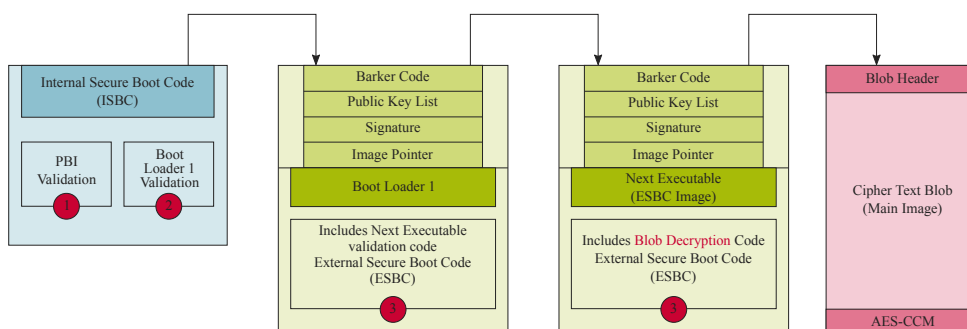 Internal Secure Boot Code
(ISBC)
PBI
Validation
1
Boot
Loader 1
Validation
2
Barker Code
Public Key List
Signature
Image Pointer
Boot Loader 1
Includes Next Executable
validation code
External Secure Boot Code
(ESBC)
3
Barker Code
Public Key List
Signature
Image Pointer
Next Executable
(ESBC Image)
Includes Blob Decryption Code
External Secure Boot Code
(ESBC)
3
Blob Header
Cipher Text Blob
(Main Image)
AES-CCM